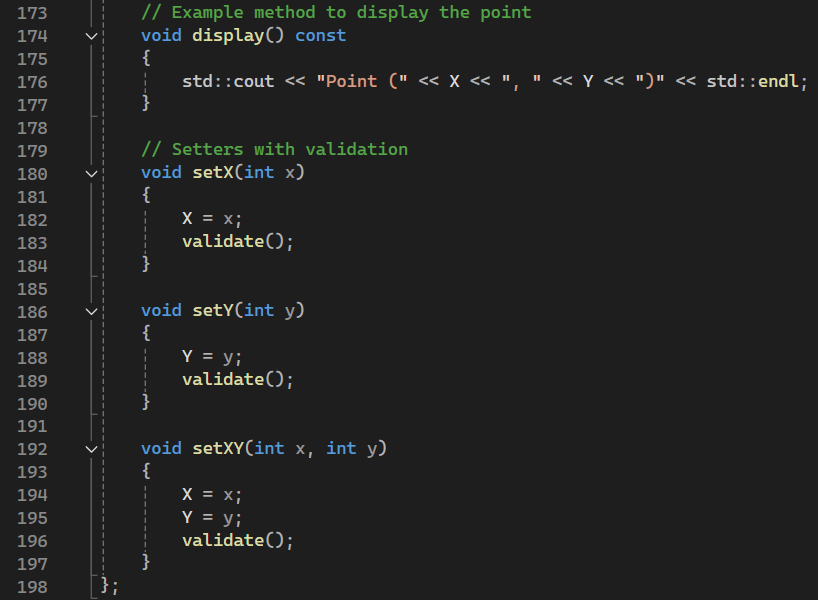 173 // Example method to display the point
174 void display() const
175 {
176 std::cout << "Point (" << X << ", " << Y << ")" << std::endl;
177 }
178
179 // Setters with validation
180 void setX(int x)
181 {
182 X = x;
183 validate();
184 }
185
186 void setY(int y)
187 {
188 Y = y;
189 validate();
190 }
191
192 void setXY(int x, int y)
193 {
194 X = x;
195 Y = y;
196 validate();
197 }
198 };